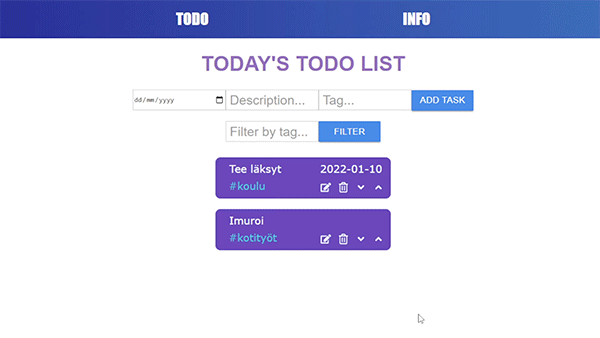 TODO INFO
TODAY'S TODO LIST
dd/mm/yyyy Description... Tag... ADD TASK
Filter by tag... FILTER
Tee läksyt 2022-01-10
#koulu
Imuroi
#kotityöt